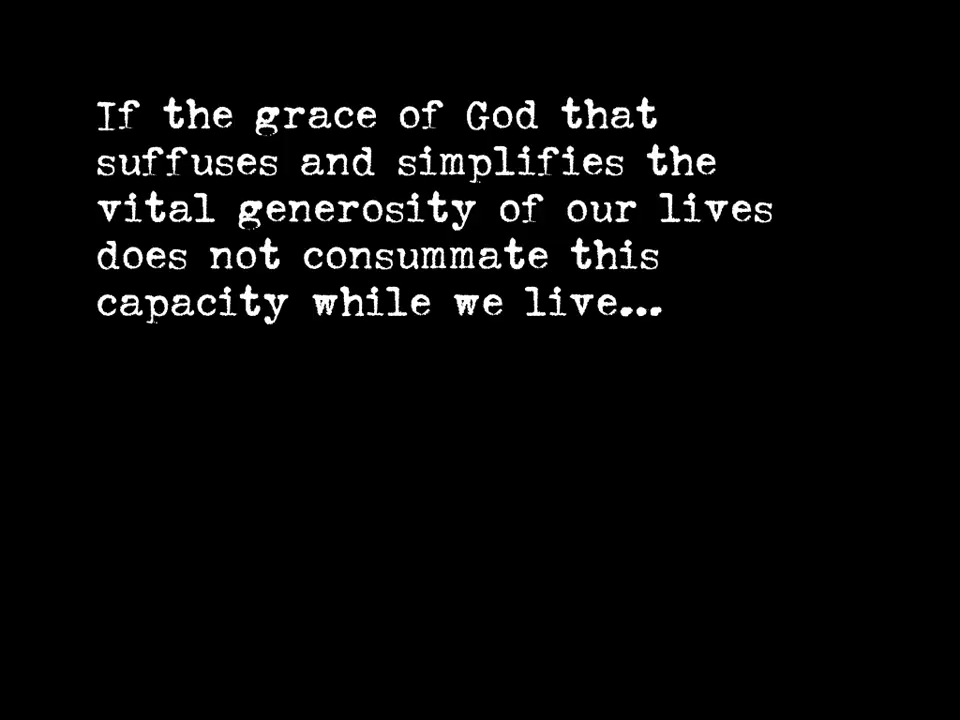 If the grace of God that
suffuses and simplifies the
vital generosity of our lives
does not consummate this
capacity while we live...